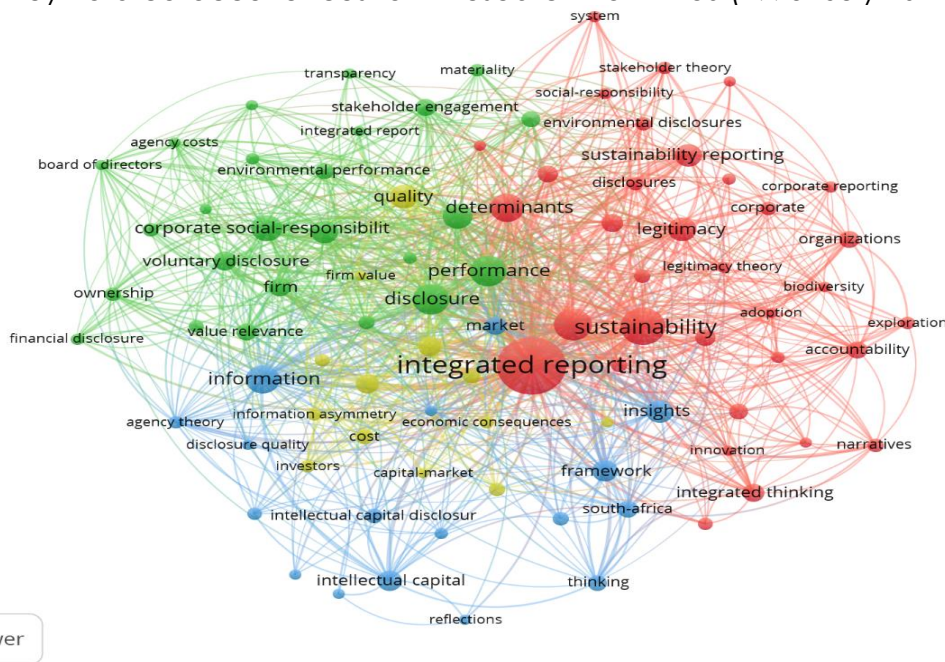 system
stakeholder theory
transparency
materiality
social-responsibility
stakeholder engagement
integrated report
environmental disclosures
agency costs
sustainability reporting
board of directors
environmental performance
disclosures
corporate reporting
quality
determinants
corporate
corporate social-responsibilit
legitimacy
organizations
voluntary disclosure
performance
legitimacy theory
firm value
firm
biodiversity
ownership
disclosure
adoption
market
sustainability
exploration
financial disclosure
value relevance
accountability
integrated reporting
information
information asymmetry
insights
agency theory
economic consequences
cost
disclosure quality
innovation
narratives
investors
capital-market
framework
integrated thinking
south-africa
intellectual capital disclosur
intellectual capital
thinking
reflections
wer